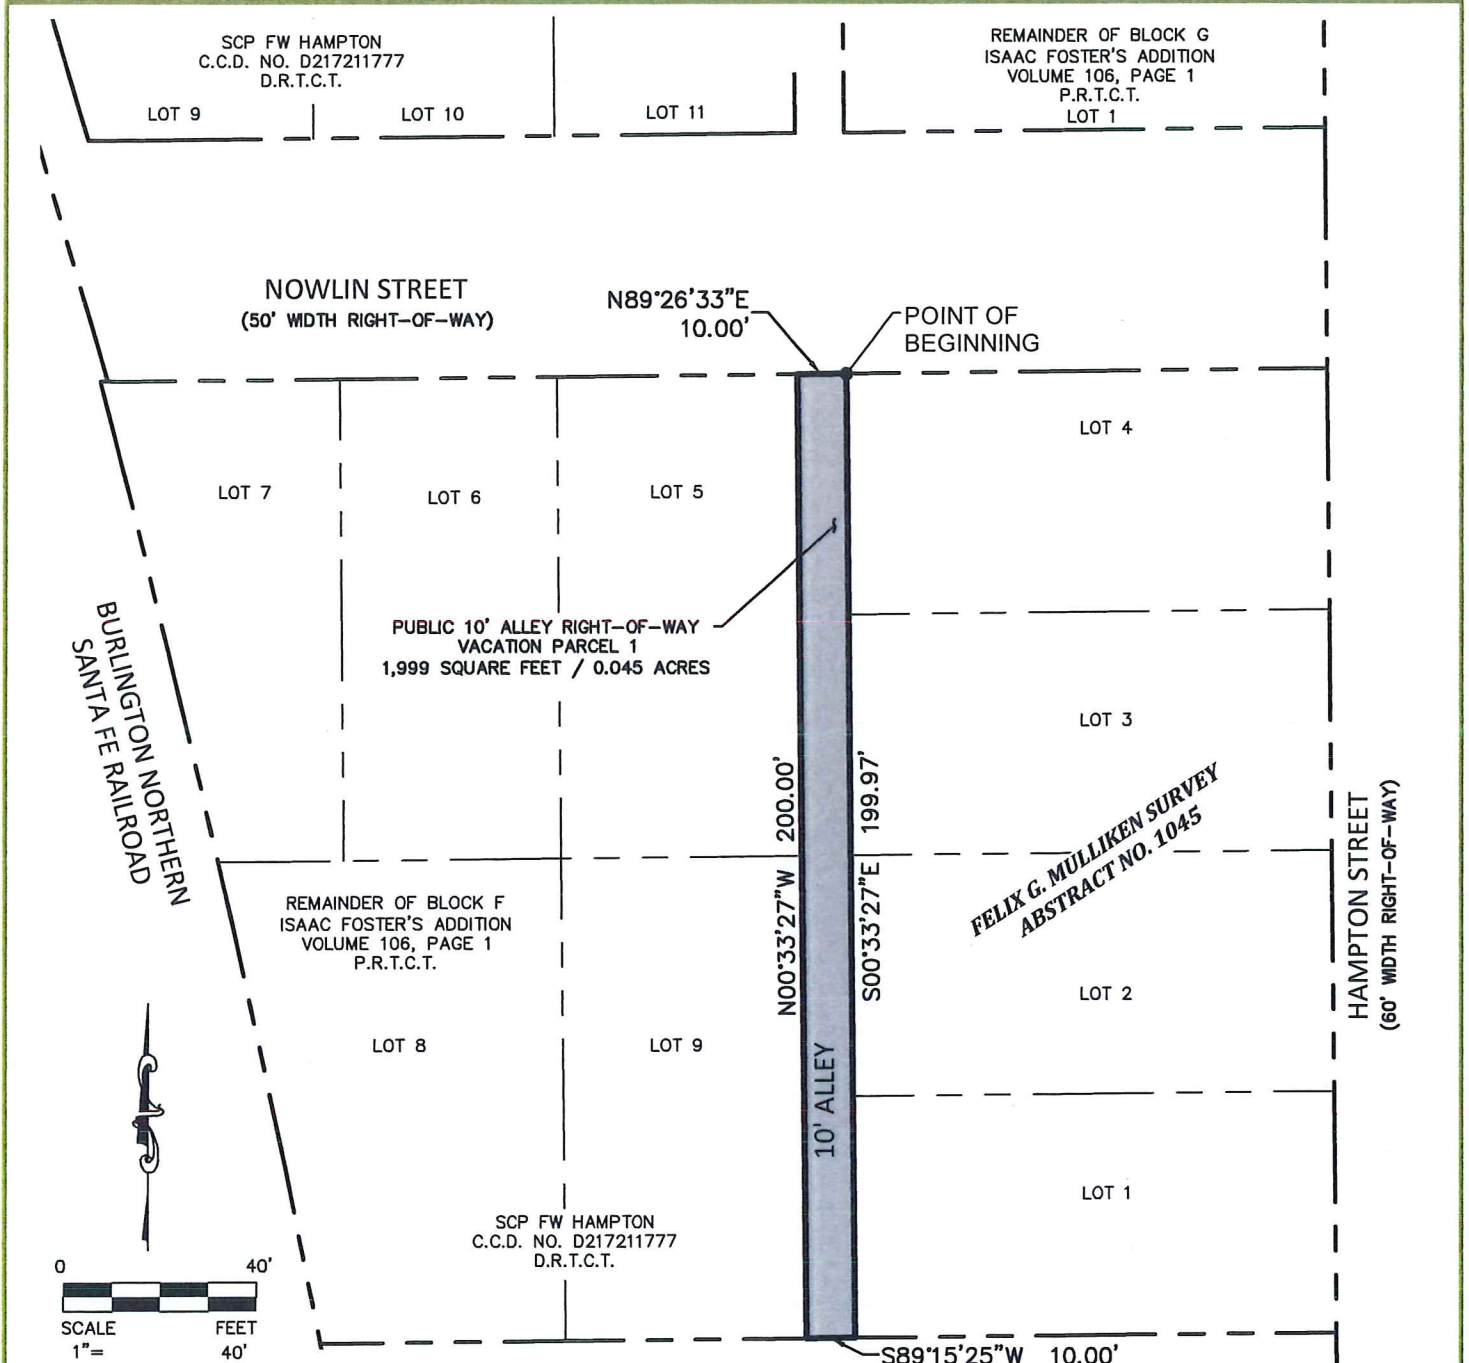 SCP FW HAMPTON
C.C.D. NO. D217211777
D.R.T.C.T.
LOT 9
LOT 10
LOT 11
REMAINDER OF BLOCK G
ISAAC FOSTER'S ADDITION
VOLUME 106, PAGE 1
P.R.T.C.T.
LOT 1
NOWLIN STREET
(50' WIDTH RIGHT-OF-WAY)
N89°26'33"E
10.00'
POINT OF
BEGINNING
LOT 7
LOT 6
LOT 5
LOT 4
PUBLIC 10' ALLEY RIGHT-OF-WAY
VACATION PARCEL 1
1,999 SQUARE FEET / 0.045 ACRES
BURLINGTON NORTHERN
SANTA FE RAILROAD
LOT 3
N00°33'27"W 200.00'
S00°33'27"E 199.97'
FELIX G. MULLIKEN SURVEY
ABSTRACT NO. 1045
HAMPTON STREET
(60' WIDTH RIGHT-OF-WAY)
REMAINDER OF BLOCK F
ISAAC FOSTER'S ADDITION
VOLUME 106, PAGE 1
P.R.T.C.T.
LOT 8
LOT 9
LOT 2
10' ALLEY
LOT 1
SCP FW HAMPTON
C.C.D. NO. D217211777
D.R.T.C.T.
0 40'
SCALE FEET
1"= 40'
S89°15'25"W 10.00'